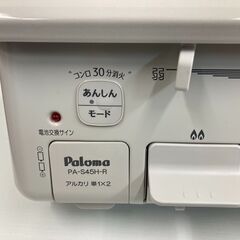 コンロ30分消火
あんしん
モード
電池交換サイン
Paloma
PA-S45H-R
アルカリ 単1×2